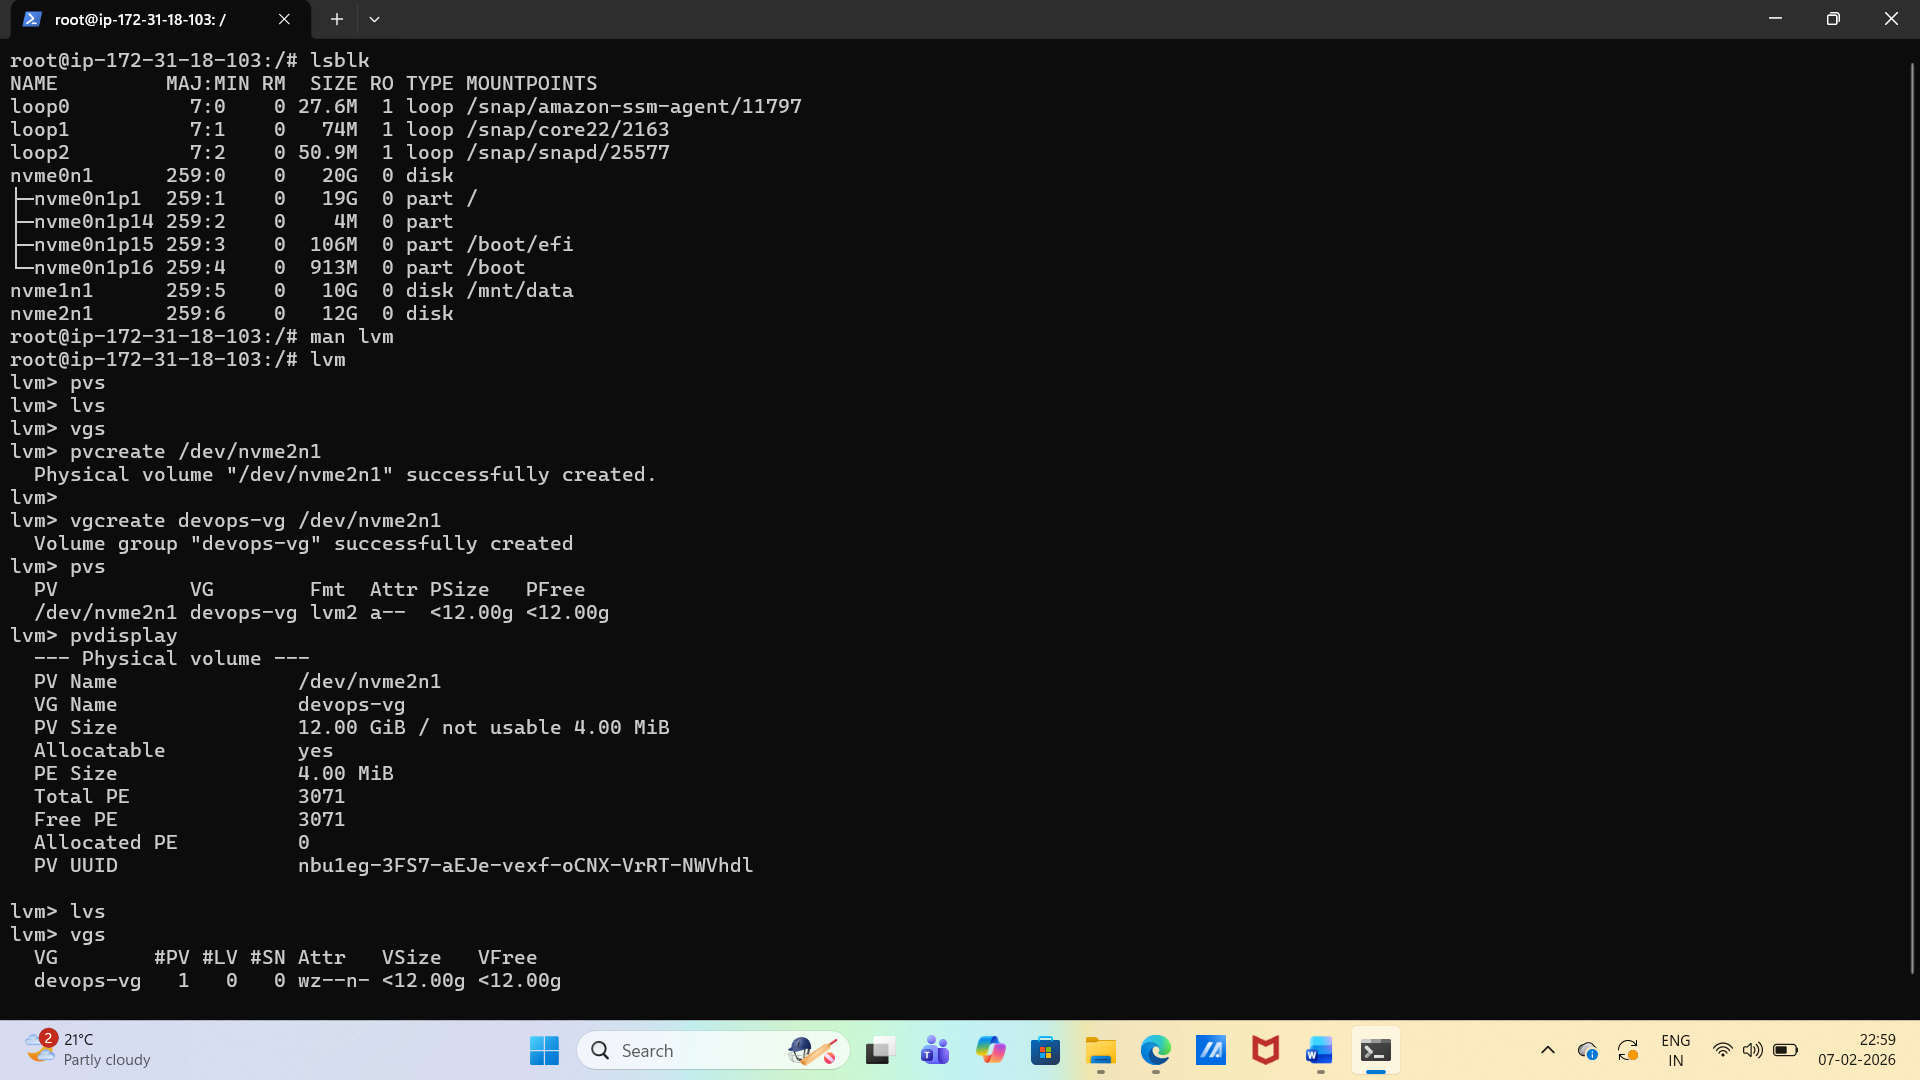 root@ip-172-31-18-103: /
root@ip-172-31-18-103:/# lsblk
NAME         MAJ:MIN RM   SIZE RO TYPE MOUNTPOINTS
loop0          7:0    0 27.6M  1 loop /snap/amazon-ssm-agent/11797
loop1          7:1    0   74M  1 loop /snap/core22/2163
loop2          7:2    0 50.9M  1 loop /snap/snapd/25577
nvme0n1      259:0    0   20G  0 disk
├─nvme0n1p1  259:1    0   19G  0 part /
├─nvme0n1p14 259:2    0    4M  0 part
├─nvme0n1p15 259:3    0  106M  0 part /boot/efi
└─nvme0n1p16 259:4    0  913M  0 part /boot
nvme1n1      259:5    0   10G  0 disk /mnt/data
nvme2n1      259:6    0   12G  0 disk
root@ip-172-31-18-103:/# man lvm
root@ip-172-31-18-103:/# lvm
lvm> pvs
lvm> lvs
lvm> vgs
lvm> pvcreate /dev/nvme2n1
  Physical volume "/dev/nvme2n1" successfully created.
lvm>
lvm> vgcreate devops-vg /dev/nvme2n1
  Volume group "devops-vg" successfully created
lvm> pvs
  PV           VG        Fmt  Attr PSize   PFree
  /dev/nvme2n1 devops-vg lvm2 a--  <12.00g <12.00g
lvm> pvdisplay
  --- Physical volume ---
  PV Name               /dev/nvme2n1
  VG Name               devops-vg
  PV Size               12.00 GiB / not usable 4.00 MiB
  Allocatable           yes
  PE Size               4.00 MiB
  Total PE              3071
  Free PE               3071
  Allocated PE          0
  PV UUID               nbu1eg-3FS7-aEJe-vexf-oCNX-VrRT-NWVhdl
lvm> lvs
lvm> vgs
  VG        #PV #LV #SN Attr   VSize   VFree
  devops-vg   1   0   0 wz--n- <12.00g <12.00g
2
21°C
Partly cloudy
Search
ENG
IN
22:59
07-02-2026